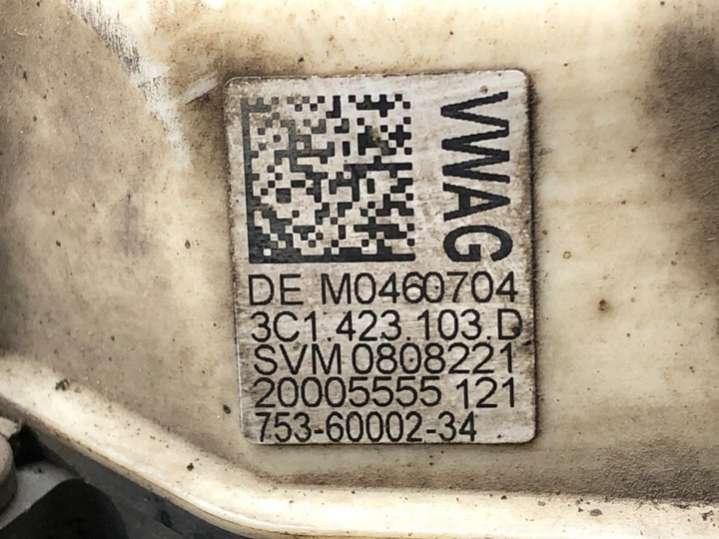 VWAG
DE M0460704
3C1.423.103.D
SVM 0808221
20005555 121
753-60002-34